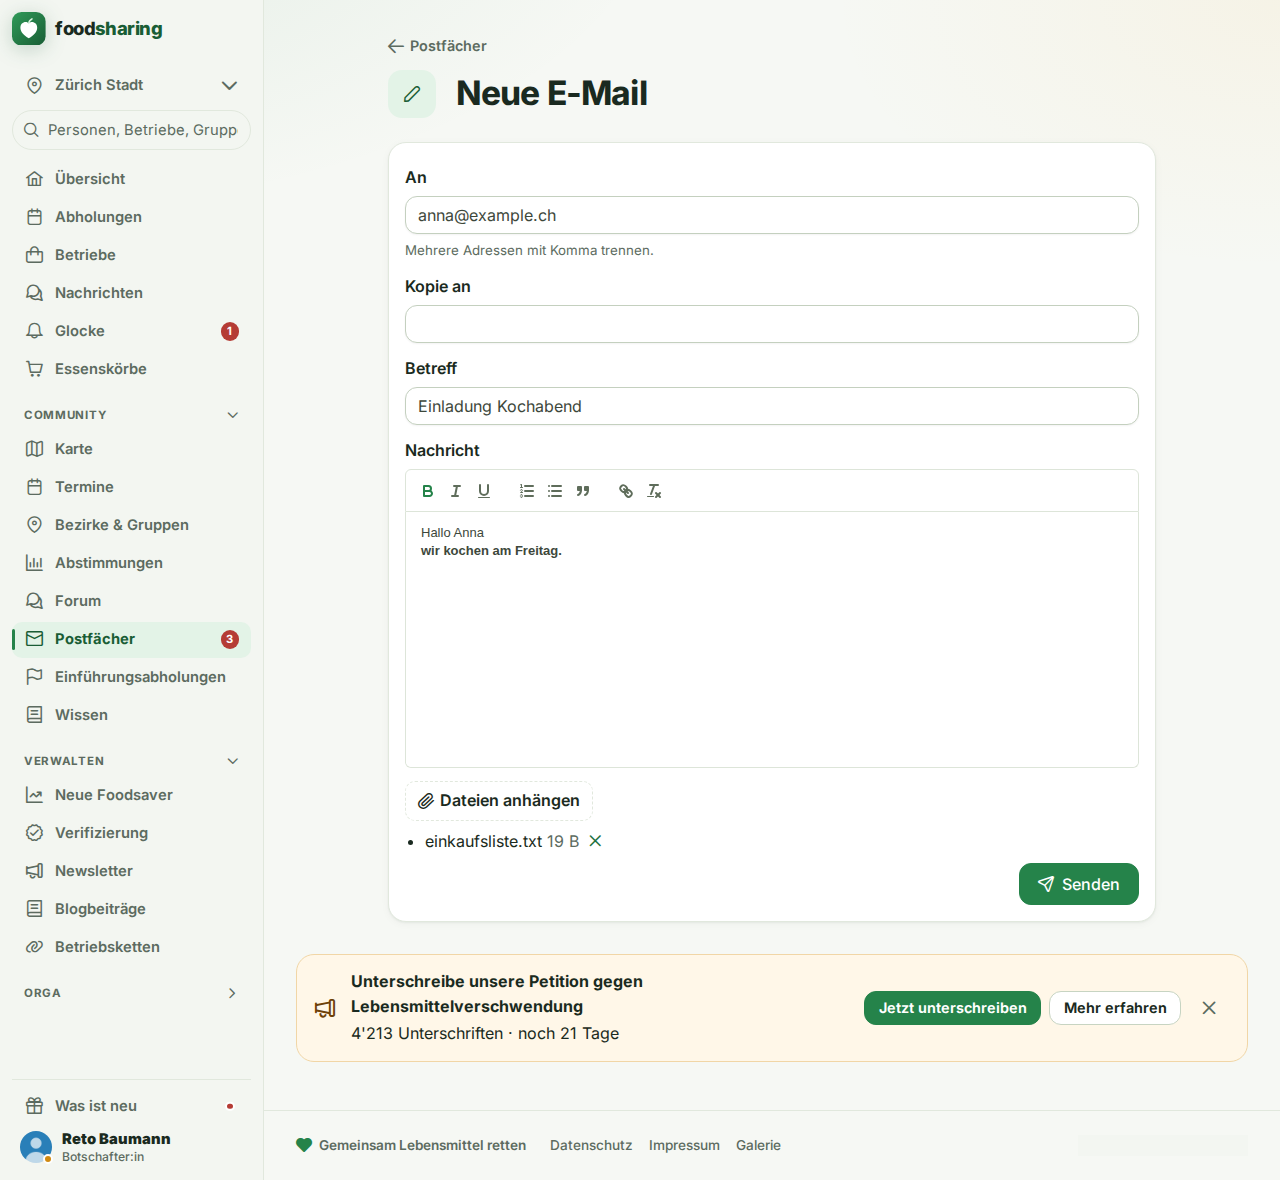 foodsharing
Zürich Stadt
Personen, Betriebe, Grupp
Übersicht
Abholungen
Betriebe
Nachrichten
Glocke 1
Essenskörbe
COMMUNITY
Karte
Termine
Bezirke & Gruppen
Abstimmungen
Forum
Postfächer 3
Einführungsabholungen
Wissen
VERWALTEN
Neue Foodsaver
Verifizierung
Newsletter
Blogbeiträge
Betriebsketten
ORGA
Was ist neu
Reto Baumann
Botschafter:in
Postfächer
Neue E-Mail
An
anna@example.ch
Mehrere Adressen mit Komma trennen.
Kopie an
Betreff
Einladung Kochabend
Nachricht
Hallo Anna
wir kochen am Freitag.
Dateien anhängen
einkaufsliste.txt 19 B
Senden
Unterschreibe unsere Petition gegen
Lebensmittelverschwendung
4'213 Unterschriften · noch 21 Tage
Jetzt unterschreiben
Mehr erfahren
Gemeinsam Lebensmittel retten
Datenschutz
Impressum
Galerie